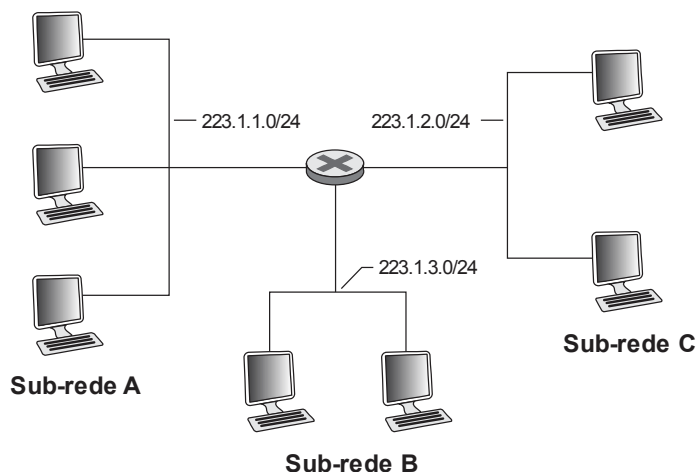 223.1.1.0/24
223.1.2.0/24
223.1.3.0/24
Sub-rede A
Sub-rede C
Sub-rede B